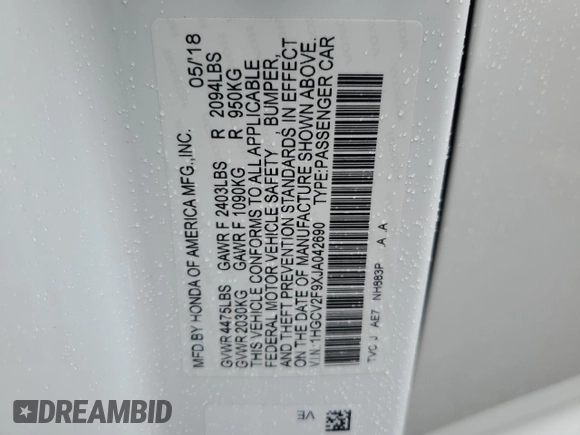 MFD BY HONDA OF AMERICA MFG.,INC. 05/'18
GVWR 4475LBS GAWR F 2403LBS R 2094LBS
GVWR 2030KG GAWR F 1090KG R 950KG
THIS VEHICLE CONFORMS TO ALL APPLICABLE
FEDERAL MOTOR VEHICLE SAFETY, BUMPER,
AND THEFT PREVENTION STANDARDS IN EFFECT
ON THE DATE OF MANUFACTURE SHOWN ABOVE.
V.I.N.:1HGCV2F9XJA042690 TYPE:PASSENGER CAR
TVC J AE7 NH883P A A
VE
DREAMBID